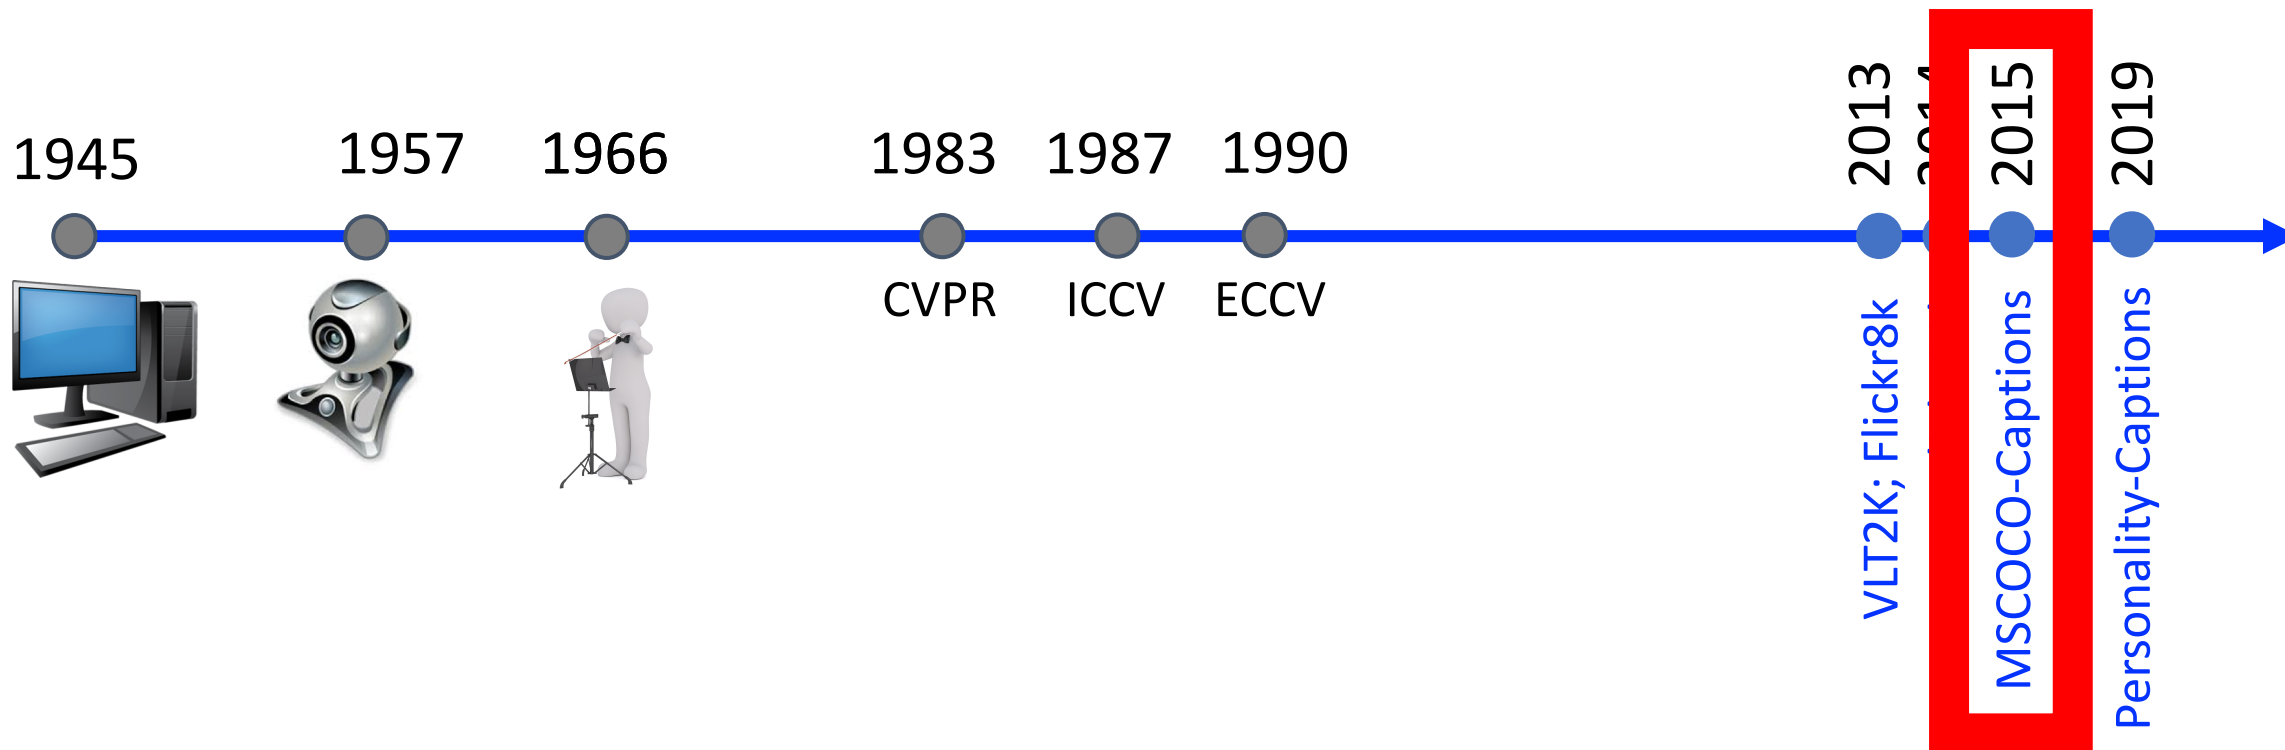 1945
1957
1966
1983
1987
1990
2013
2015
2019
CVPR
ICCV
ECCV
VLT2K; Flickr8k
MSCOCO-Captions
Personality-Captions